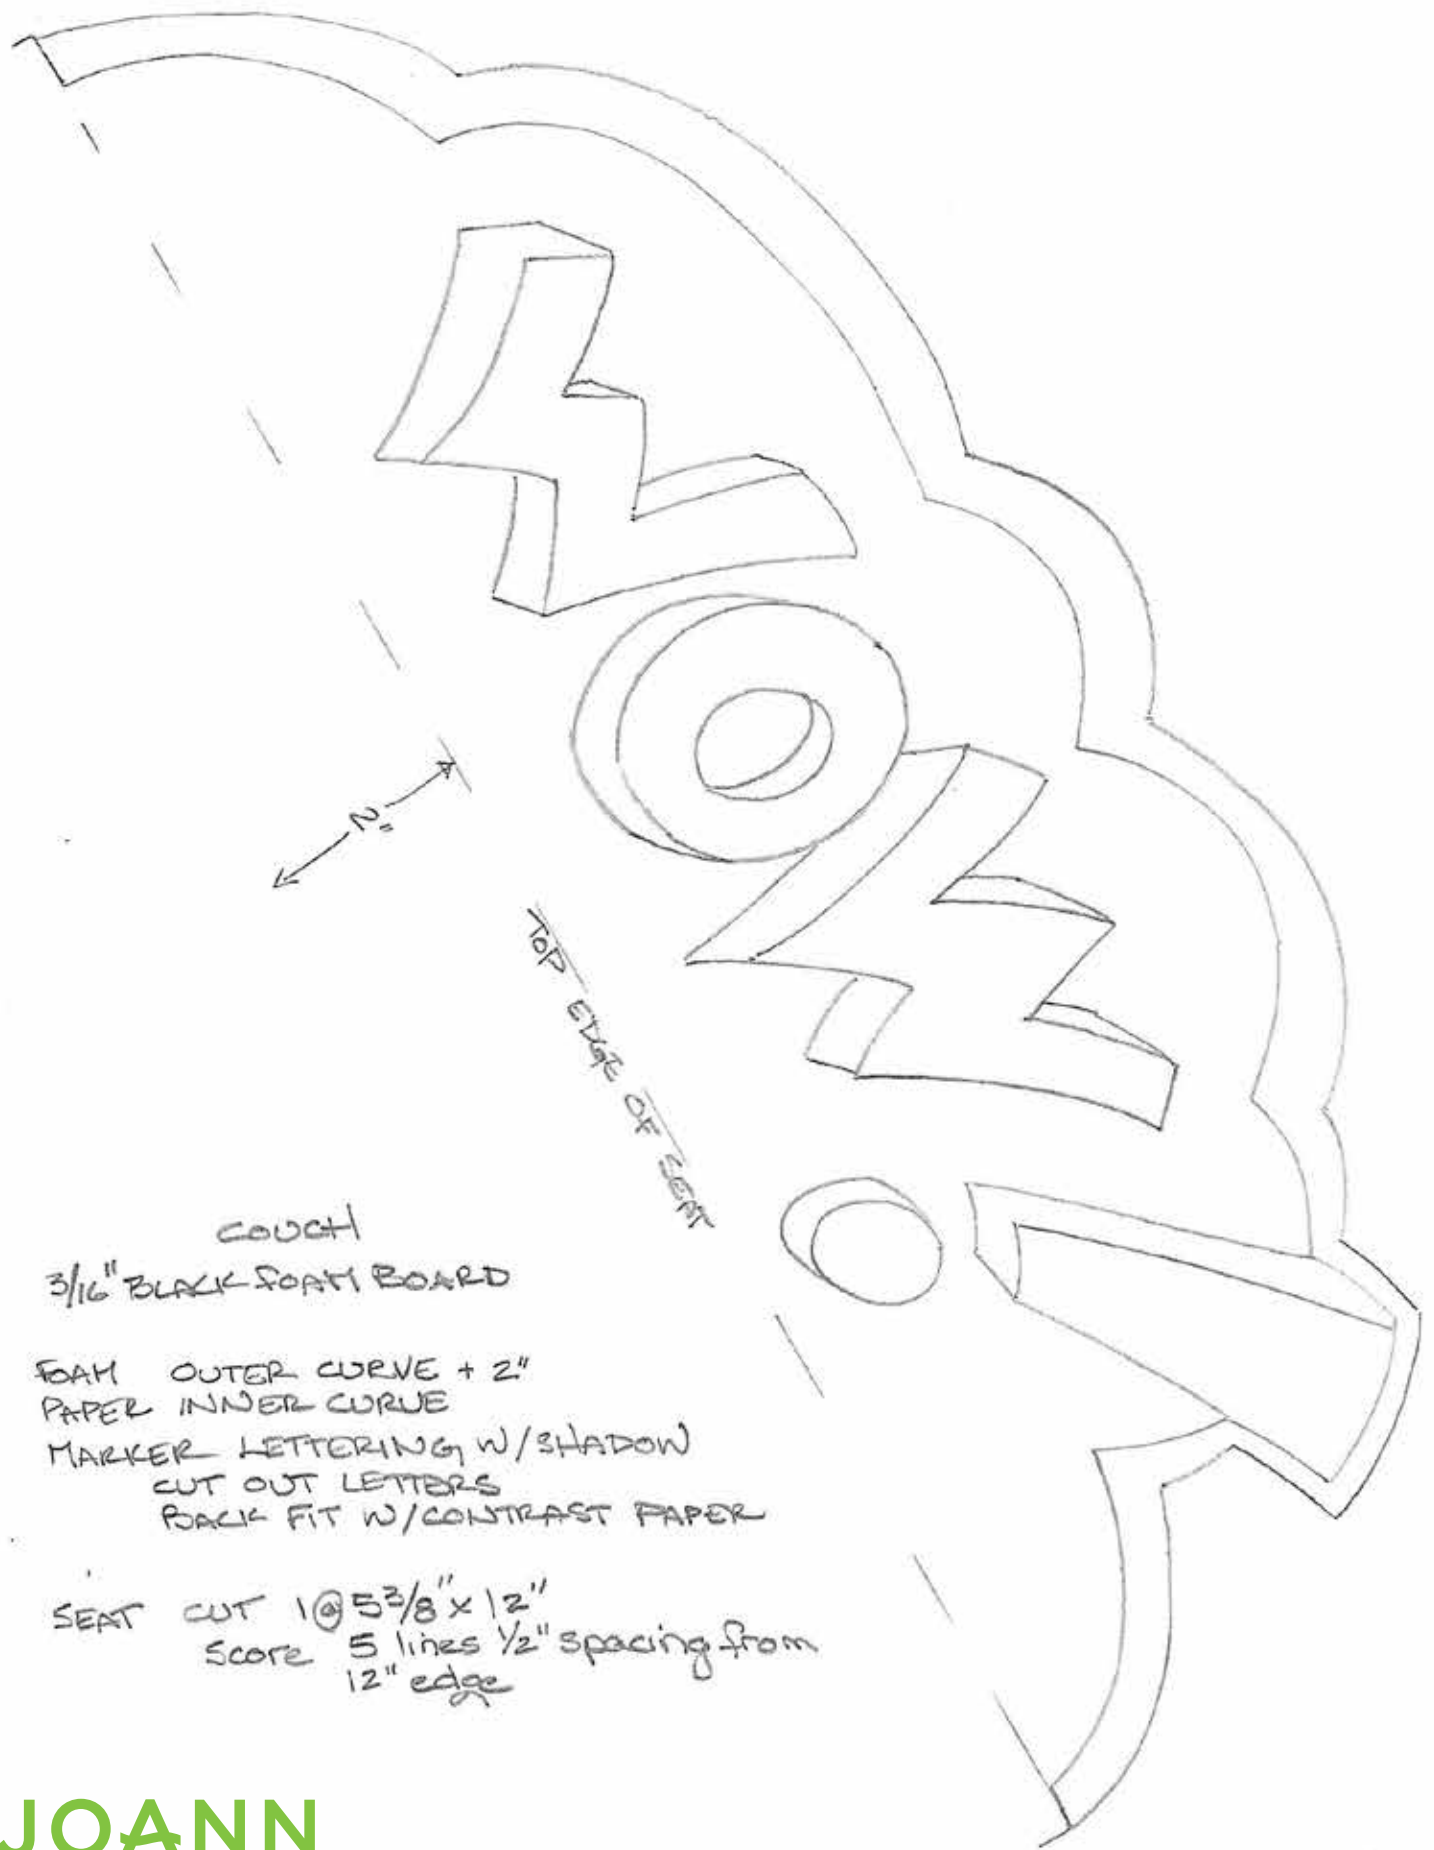 2"
TOP EDGE OF SEAT
COUCH
3/16" BLACK FOAM BOARD
FOAM OUTER CURVE + 2"
PAPER INNER CURVE
MARKER LETTERING W/SHADOW
CUT OUT LETTERS
BACK FIT W/CONTRAST PAPER
SEAT CUT 1@ 5 3/8" x 12"
Score 5 lines 1/2" spacing from
12" edge
JOANN